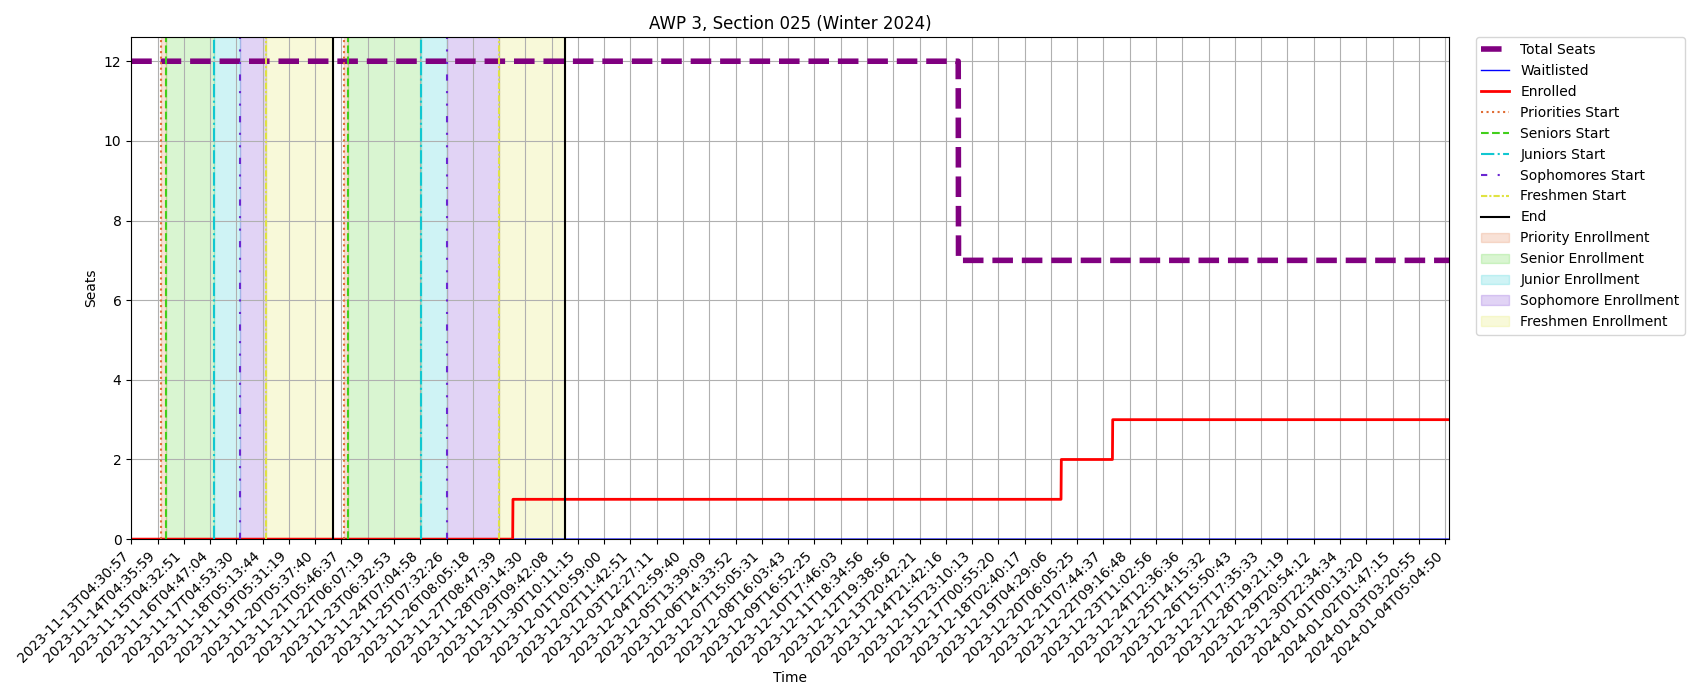 AWP 3, Section 025 (Winter 2024)
Seats
12
10
8
6
4
2
0
2023-11-13T04:30:57
2023-11-14T04:35:59
2023-11-15T04:32:51
2023-11-16T04:47:04
2023-11-17T04:53:30
2023-11-18T05:13:44
2023-11-19T05:31:19
2023-11-20T05:37:40
2023-11-21T05:46:37
2023-11-22T06:07:19
2023-11-23T06:32:53
2023-11-24T07:04:58
2023-11-25T07:32:26
2023-11-26T08:05:18
2023-11-27T08:47:39
2023-11-28T09:14:30
2023-11-29T09:42:08
2023-11-30T10:11:15
2023-12-01T10:59:00
2023-12-02T11:42:51
2023-12-03T12:27:11
2023-12-04T12:59:40
2023-12-05T13:39:09
2023-12-06T14:33:52
2023-12-07T15:05:31
2023-12-08T16:03:43
2023-12-09T16:52:25
2023-12-10T17:46:03
2023-12-11T18:34:56
2023-12-12T19:38:56
2023-12-13T20:42:21
2023-12-14T21:42:16
2023-12-15T23:10:13
2023-12-17T00:55:20
2023-12-18T02:40:17
2023-12-19T04:29:06
2023-12-20T06:05:25
2023-12-21T07:44:37
2023-12-22T09:16:48
2023-12-23T11:02:56
2023-12-24T12:36:36
2023-12-25T14:15:32
2023-12-26T15:50:43
2023-12-27T17:35:33
2023-12-28T19:21:19
2023-12-29T20:54:12
2023-12-30T22:34:34
2024-01-01T00:13:20
2024-01-02T01:47:15
2024-01-03T03:20:55
2024-01-04T05:04:50
Time
Total Seats
Waitlisted
Enrolled
Priorities Start
Seniors Start
Juniors Start
Sophomores Start
Freshmen Start
End
Priority Enrollment
Senior Enrollment
Junior Enrollment
Sophomore Enrollment
Freshmen Enrollment